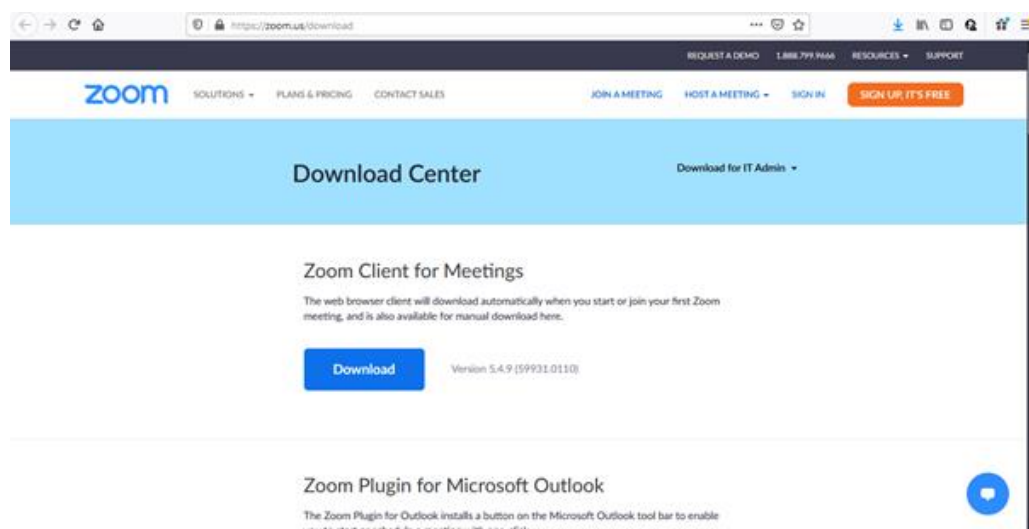 https://zoom.us/download
REQUEST A DEMO 1.888.799.9666 RESOURCES SUPPORT
zoom SOLUTIONS PLANS & PRICING CONTACT SALES JOIN A MEETING HOST A MEETING SIGN IN SIGN UP, IT'S FREE
Download Center Download for IT Admin
Zoom Client for Meetings
The web browser client will download automatically when you start or join your first Zoom
meeting, and is also available for manual download here.
Download Version 5.4.9 (59931.0110)
Zoom Plugin for Microsoft Outlook
The Zoom Plugin for Outlook installs a button on the Microsoft Outlook tool bar to enable